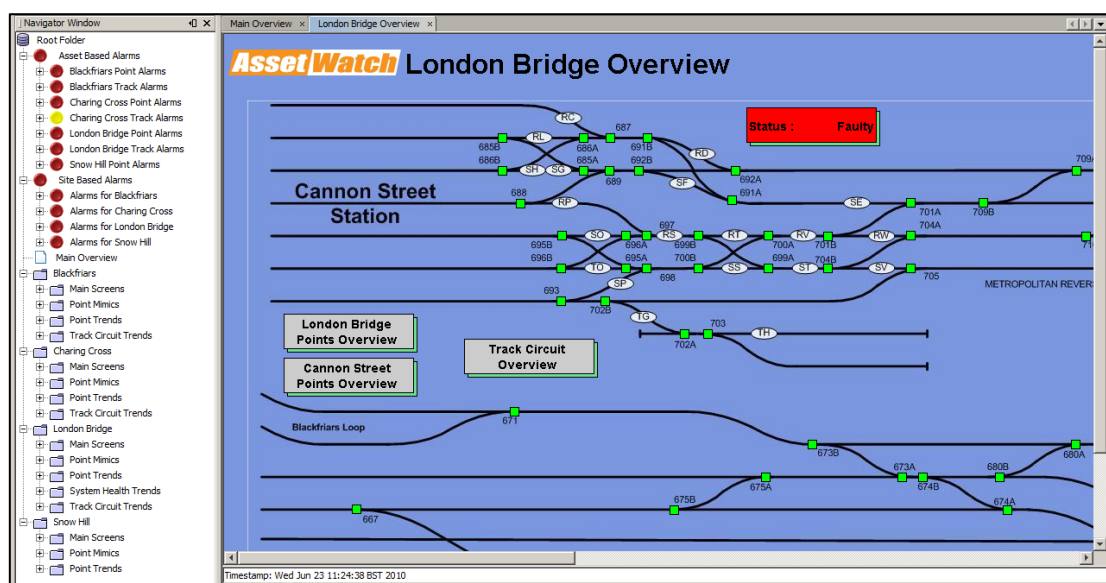 Navigator Window
Root Folder
Asset Based Alarms
Blackfriars Point Alarms
Blackfriars Track Alarms
Charing Cross Point Alarms
Charing Cross Track Alarms
London Bridge Point Alarms
London Bridge Track Alarms
Snow Hill Point Alarms
Site Based Alarms
Alarms for Blackfriars
Alarms for Charing Cross
Alarms for London Bridge
Alarms for Snow Hill
Main Overview
Blackfriars
Main Screens
Point Mimics
Point Trends
Track Circuit Trends
Charing Cross
Main Screens
Point Mimics
Point Trends
Track Circuit Trends
London Bridge
Main Screens
Point Mimics
Point Trends
System Health Trends
Track Circuit Trends
Snow Hill
Main Screens
Point Mimics
Point Trends
Main Overview × London Bridge Overview ×
AssetWatch London Bridge Overview
Status : Faulty
RC
687
RL
685B
686A
691B
RD
686B
685A
692B
709A
SH SG
689
SF
692A
691A
Cannon Street
Station
688
RP
SE
701A
709B
697
704A
SO
RS
RT
RV
RW
695B
696A
699B
700A
701B
71
696B
695A
700B
699A
704B
TO
698
SS
ST
SV
705
SP
METROPOLITAN REVERS
693
702B
TG
703
TH
702A
London Bridge
Points Overview
Track Circuit
Overview
Cannon Street
Points Overview
Blackfriars Loop
671
673B
680A
673A
680B
675A
674B
675B
674A
667
Timestamp: Wed Jun 23 11:24:38 BST 2010